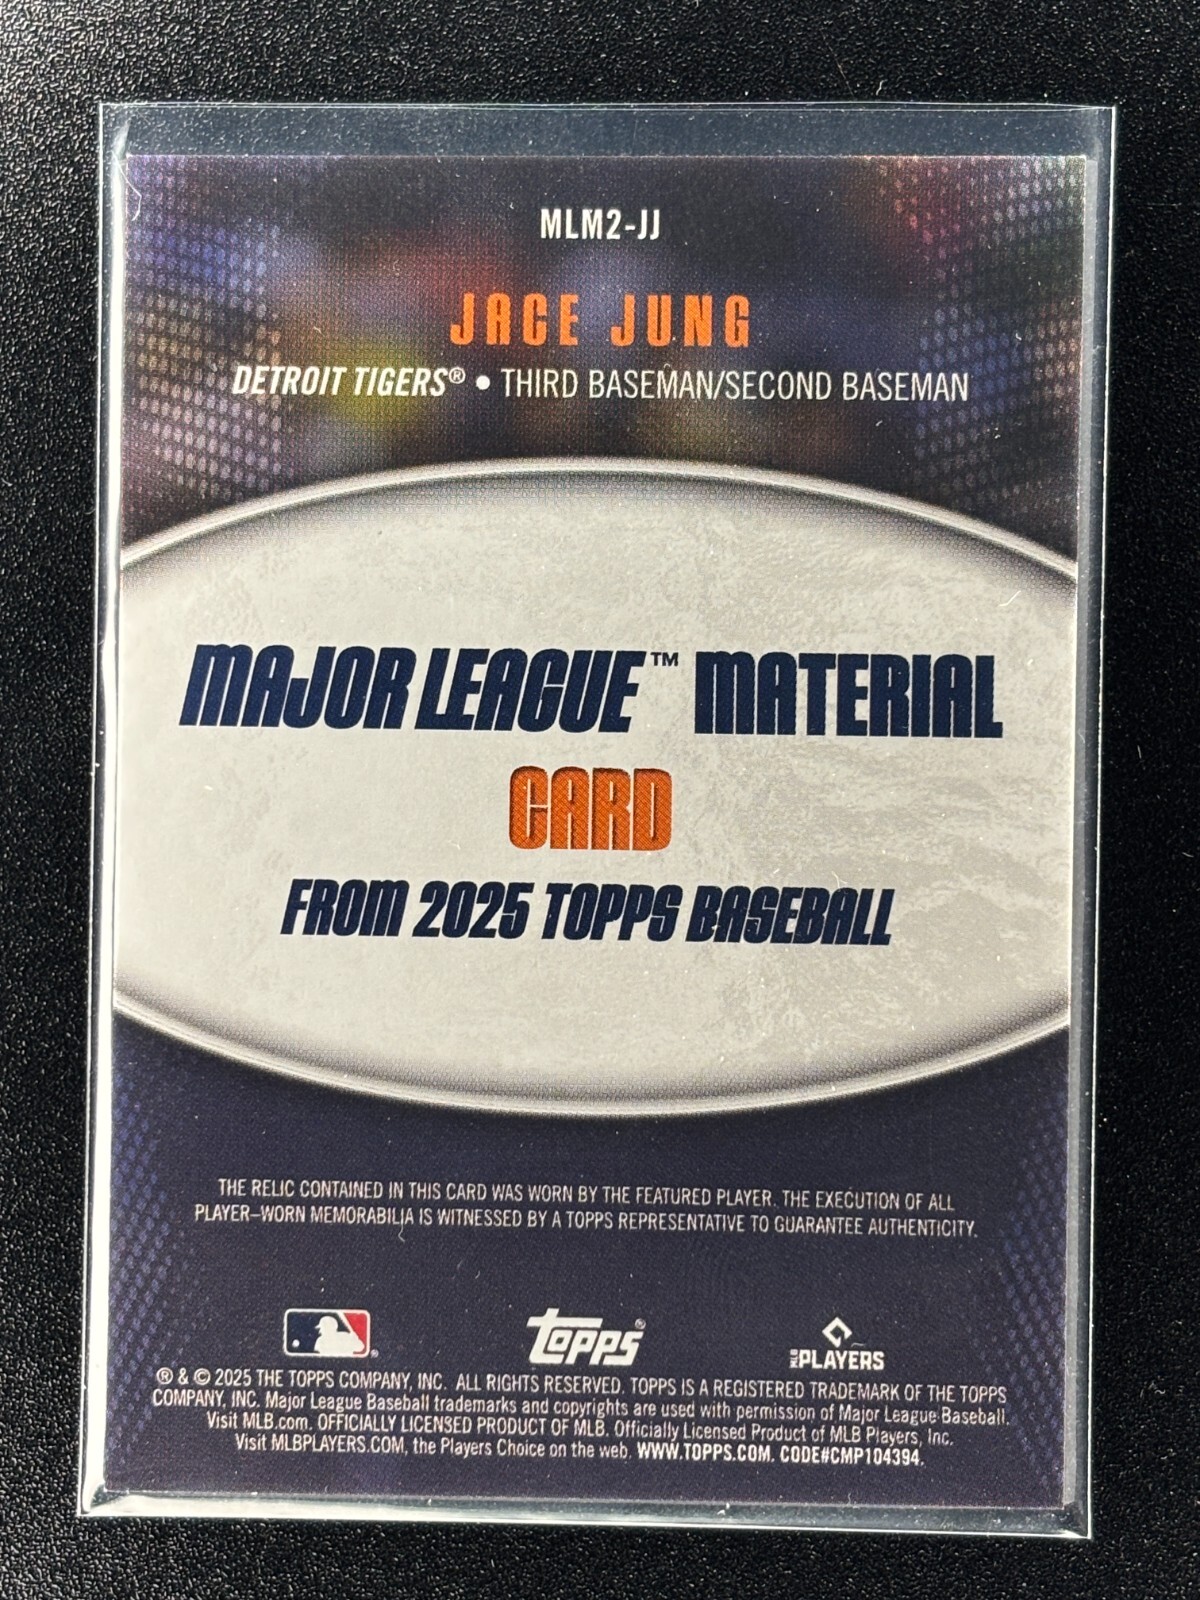 MLM2-JJ
JACE JUNG
DETROIT TIGERS® • THIRD BASEMAN/SECOND BASEMAN
MAJOR LEAGUE™ MATERIAL
CARD
FROM 2025 TOPPS BASEBALL
THE RELIC CONTAINED IN THIS CARD WAS WORN BY THE FEATURED PLAYER. THE EXECUTION OF ALL
PLAYER–WORN MEMORABILIA IS WITNESSED BY A TOPPS REPRESENTATIVE TO GUARANTEE AUTHENTICITY.
® topps® MLB PLAYERS
® & © 2025 THE TOPPS COMPANY, INC. ALL RIGHTS RESERVED. TOPPS IS A REGISTERED TRADEMARK OF THE TOPPS
COMPANY, INC. Major League Baseball trademarks and copyrights are used with permission of Major League Baseball.
Visit MLB.com. OFFICIALLY LICENSED PRODUCT OF MLB. Officially Licensed Product of MLB Players, Inc.
Visit MLBPLAYERS.COM, the Players Choice on the web. WWW.TOPPS.COM. CODE#CMP104394.